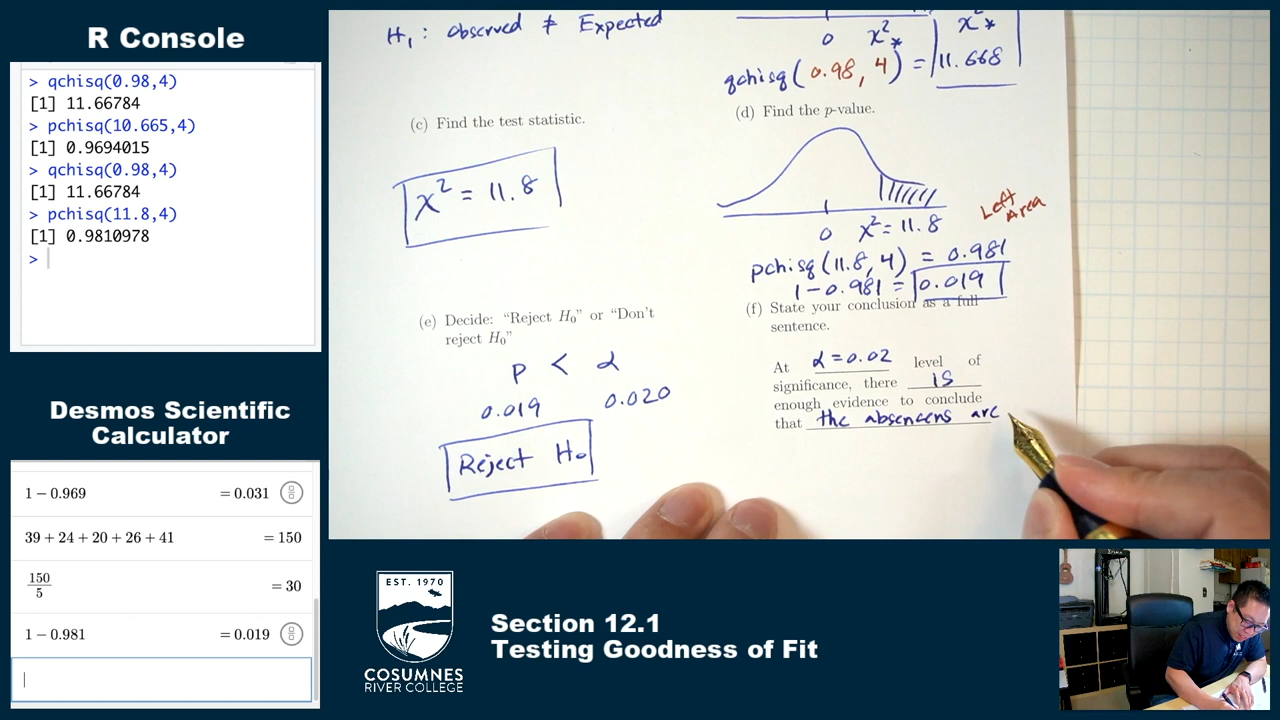 R Console
> qchisq(0.98,4)
[1] 11.66784
> pchisq(10.665,4)
[1] 0.9694015
> qchisq(0.98,4)
[1] 11.66784
> pchisq(11.8,4)
[1] 0.9810978
>
Desmos Scientific
Calculator
1 − 0.969 = 0.031
39 + 24 + 20 + 26 + 41 = 150
150/5 = 30
1 − 0.981 = 0.019
H₁ : Observed ≠ Expected
0 χ²* χ²*
qchisq(0.98, 4) = 11.668
(c) Find the test statistic.
χ² = 11.8
(d) Find the p-value.
Left
Area
0 χ² = 11.8
pchisq(11.8, 4) = 0.981
1 − 0.981 = 0.019
(e) Decide: “Reject H₀” or “Don’t
reject H₀”
P < α
0.019 0.020
Reject H₀
(f) State your conclusion as a full
sentence.
At α = 0.02 level of
significance, there is
enough evidence to conclude
that the absencens are
EST. 1970
COSUMNES
RIVER COLLEGE
Section 12.1
Testing Goodness of Fit